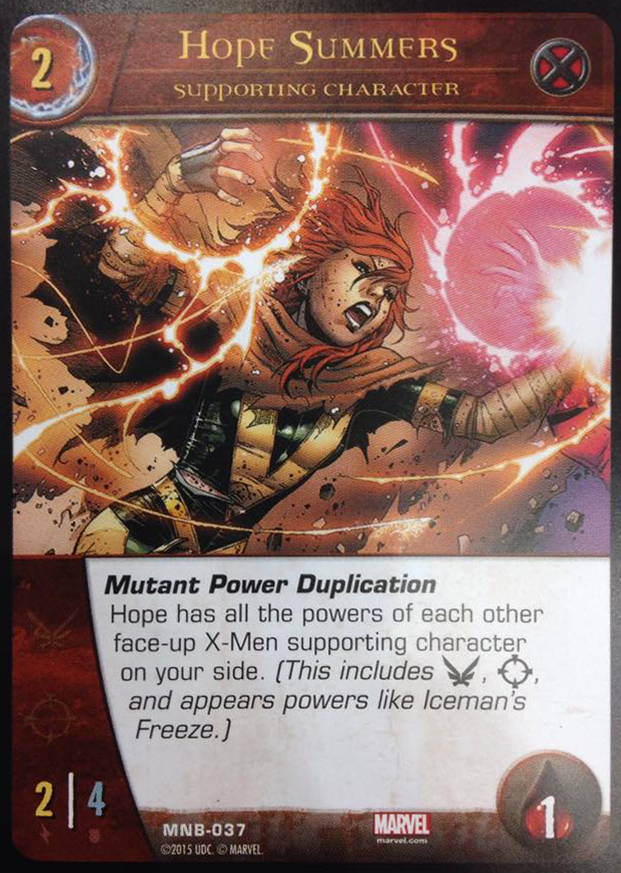 2
Hope Summers
Supporting Character
Mutant Power Duplication
Hope has all the powers of each other
face-up X-Men supporting character
on your side. (This includes , ,
and appears powers like Iceman's
Freeze.)
2 | 4
1
MNB-037
©2015 UDC. © MARVEL.
MARVEL
marvel.com